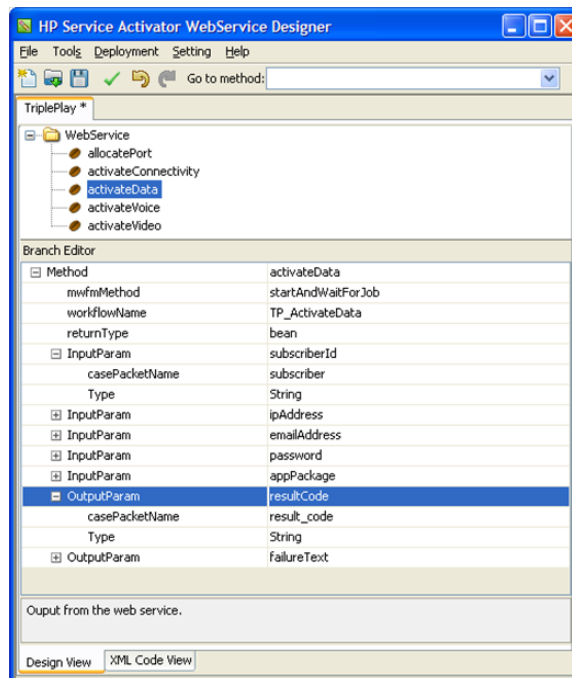 HP Service Activator WebService Designer
File Tools Deployment Setting Help
Go to method:
TriplePlay *
WebService
allocatePort
activateConnectivity
activateData
activateVoice
activateVideo
Branch Editor
Method activateData
mwfmMethod startAndWaitForJob
workflowName TP_ActivateData
returnType bean
InputParam subscriberId
casePacketName subscriber
Type String
InputParam ipAddress
InputParam emailAddress
InputParam password
InputParam appPackage
OutputParam resultCode
casePacketName result_code
Type String
OutputParam failureText
Ouput from the web service.
Design View XML Code View